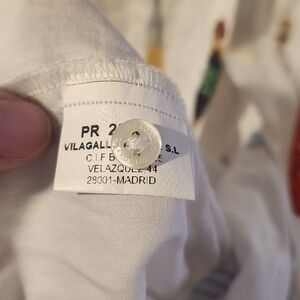 PR 2
VILAGALL S.L
C.I.F B
VELAZQUEZ 44
28001-MADRID